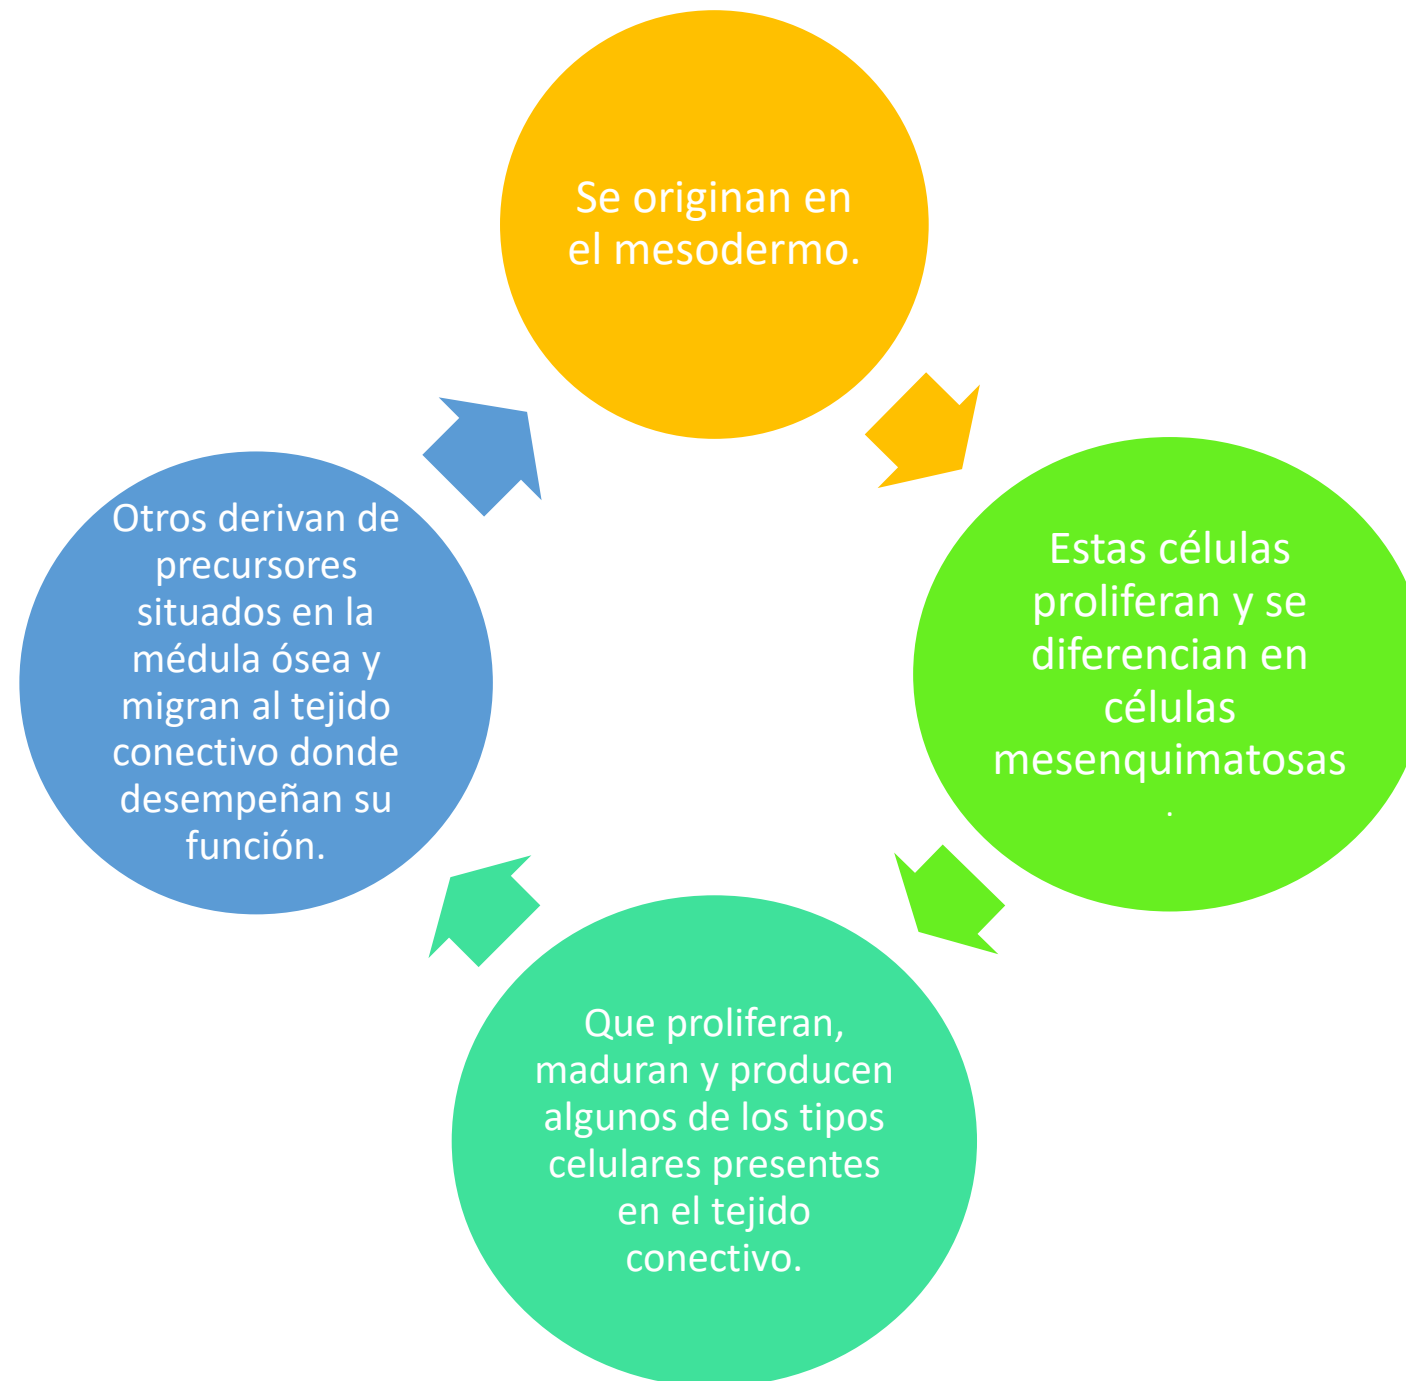 Se originan en
el mesodermo.
Estas células
proliferan y se
diferencian en
células
mesenquimatosas
.
Que proliferan,
maduran y producen
algunos de los tipos
celulares presentes
en el tejido
conectivo.
Otros derivan de
precursores
situados en la
médula ósea y
migran al tejido
conectivo donde
desempeñan su
función.